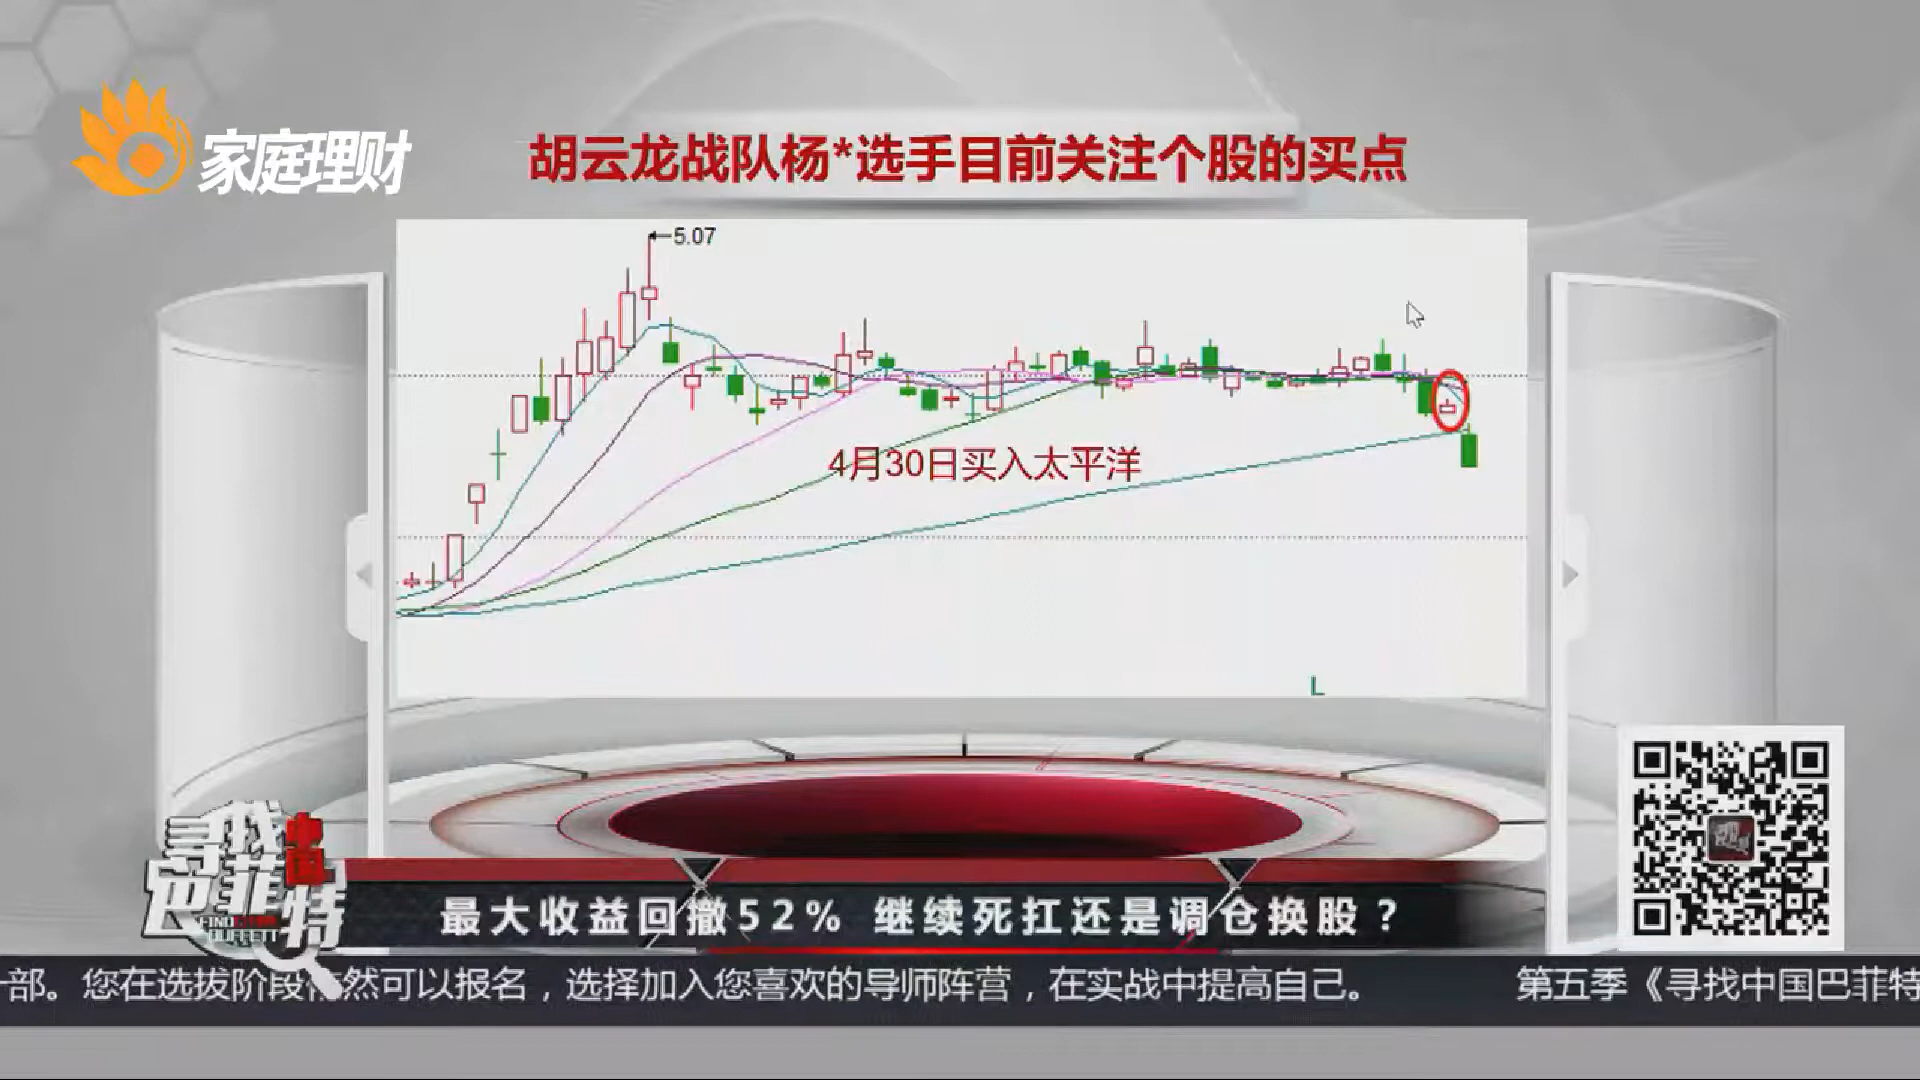 家庭理财
胡云龙战队杨*选手目前关注个股的买点
5.07
4月30日买入太平洋
L
寻找中国
巴菲特
FIND CHINA
BUFFETT
最大收益回撤52% 继续死扛还是调仓换股？
部。您在选拔阶段依然可以报名，选择加入您喜欢的导师阵营，在实战中提高自己。 第五季《寻找中国巴菲特